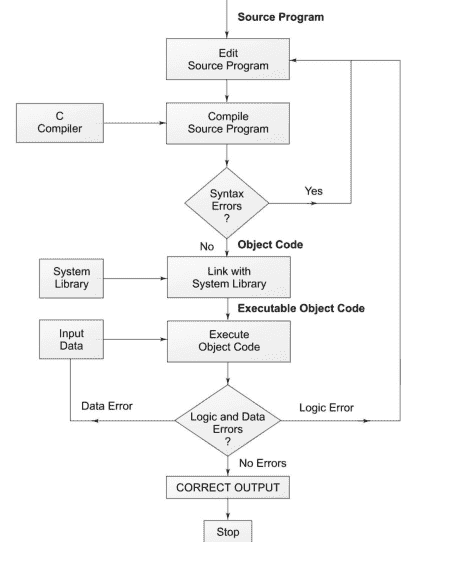 Source Program
Edit
Source Program
C
Compiler
Compile
Source Program
Syntax
Errors
?
Yes
No
Object Code
System
Library
Link with
System Library
Executable Object Code
Input
Data
Execute
Object Code
Data Error
Logic and Data
Errors
?
Logic Error
No Errors
CORRECT OUTPUT
Stop